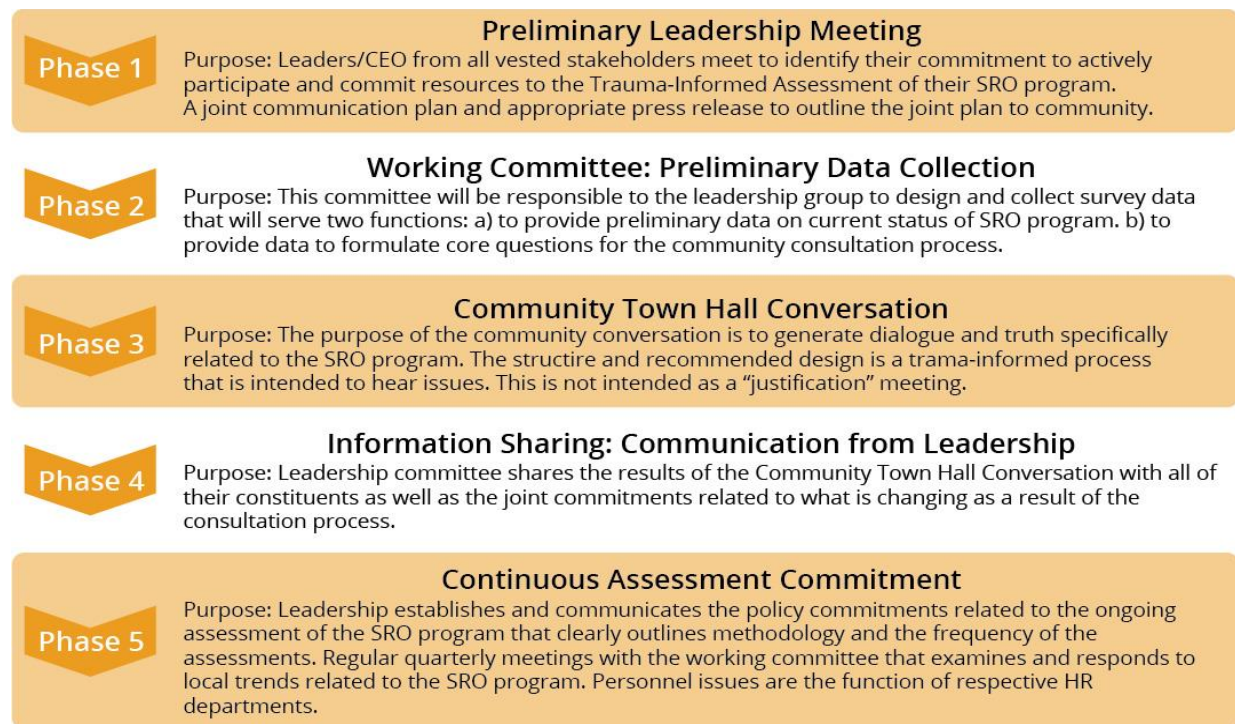 Phase 1
Preliminary Leadership Meeting
Purpose: Leaders/CEO from all vested stakeholders meet to identify their commitment to actively
participate and commit resources to the Trauma-Informed Assessment of their SRO program.
A joint communication plan and appropriate press release to outline the joint plan to community.
Phase 2
Working Committee: Preliminary Data Collection
Purpose: This committee will be responsible to the leadership group to design and collect survey data
that will serve two functions: a) to provide preliminary data on current status of SRO program. b) to
provide data to formulate core questions for the community consultation process.
Phase 3
Community Town Hall Conversation
Purpose: The purpose of the community conversation is to generate dialogue and truth specifically
related to the SRO program. The structire and recommended design is a trama-informed process
that is intended to hear issues. This is not intended as a “justification” meeting.
Phase 4
Information Sharing: Communication from Leadership
Purpose: Leadership committee shares the results of the Community Town Hall Conversation with all of
their constituents as well as the joint commitments related to what is changing as a result of the
consultation process.
Phase 5
Continuous Assessment Commitment
Purpose: Leadership establishes and communicates the policy commitments related to the ongoing
assessment of the SRO program that clearly outlines methodology and the frequency of the
assessments. Regular quarterly meetings with the working committee that examines and responds to
local trends related to the SRO program. Personnel issues are the function of respective HR
departments.